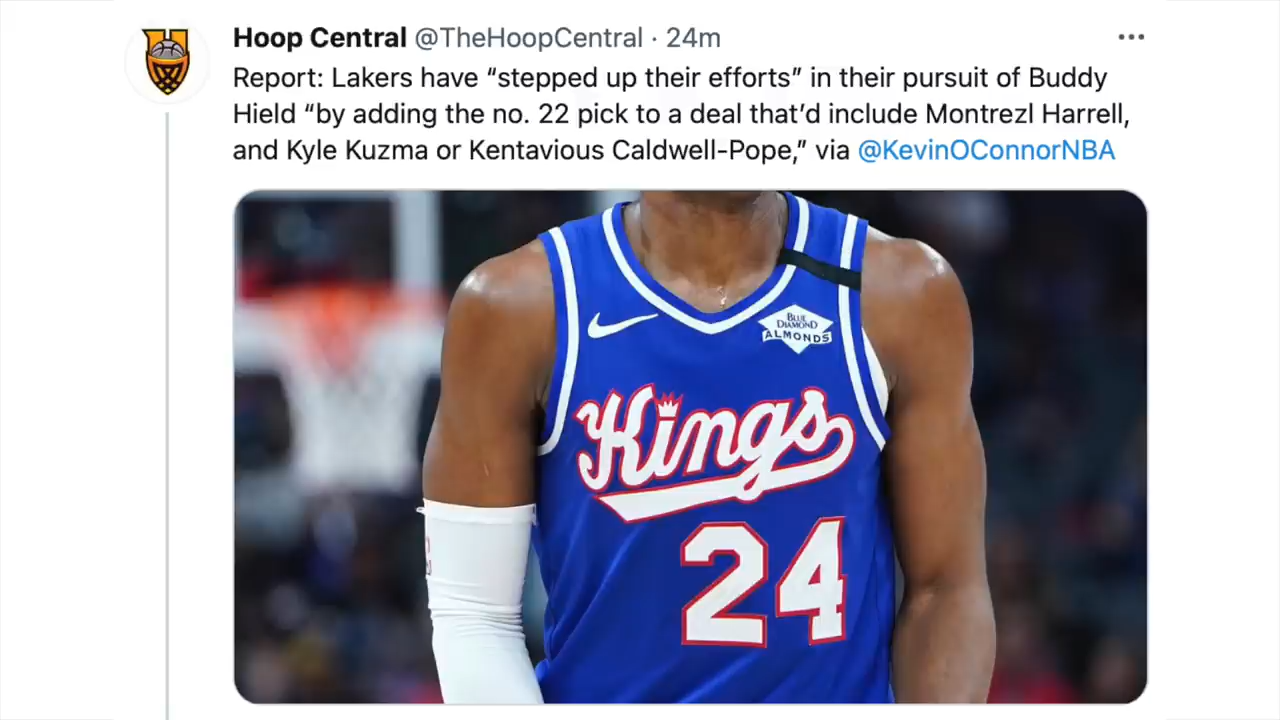 Hoop Central @TheHoopCentral · 24m
Report: Lakers have “stepped up their efforts” in their pursuit of Buddy
Hield “by adding the no. 22 pick to a deal that’d include Montrezl Harrell,
and Kyle Kuzma or Kentavious Caldwell-Pope,” via @KevinOConnorNBA
BLUE
DIAMOND
ALMONDS
Kings
24